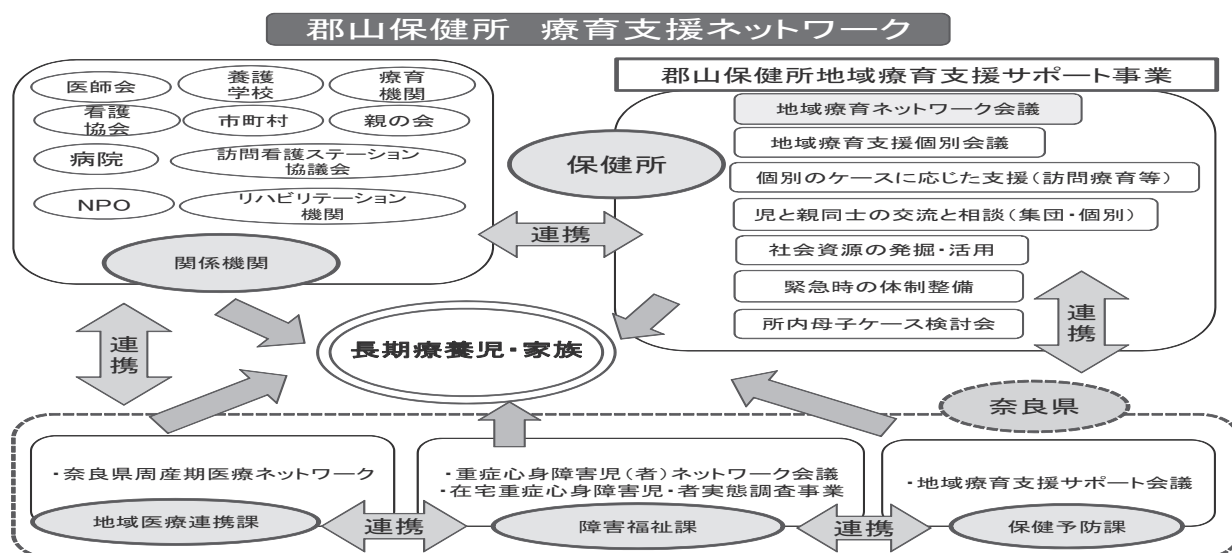 郡山保健所 療育支援ネットワーク
医師会
養護
学校
療育
機関
看護
協会
市町村
親の会
病院
訪問看護ステーション
協議会
NPO
リハビリテーション
機関
関係機関
郡山保健所地域療育支援サポート事業
保健所
地域療育ネットワーク会議
地域療育支援個別会議
個別のケースに応じた支援(訪問療育等)
児と親同士の交流と相談(集団・個別)
社会資源の発掘・活用
緊急時の体制整備
所内母子ケース検討会
連携
連携
連携
長期療養児・家族
奈良県
・奈良県周産期医療ネットワーク
地域医療連携課
連携
・重症心身障害児(者)ネットワーク会議
・在宅重症心身障害児・者実態調査事業
障害福祉課
連携
・地域療育支援サポート会議
保健予防課